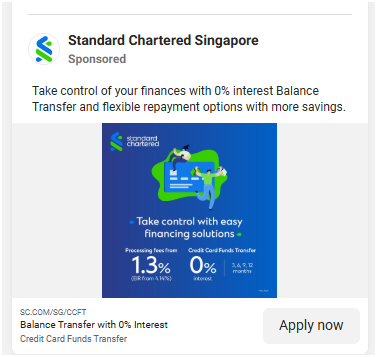 Standard Chartered Singapore
Sponsored
Take control of your finances with 0% interest Balance
Transfer and flexible repayment options with more savings.
standard
chartered
Take control with easy
financing solutions
Processing fees from
1.3%
(EIR from 4.14%)
Credit Card Funds Transfer
0%
interest
3, 6, 9, 12
months
SC.COM/SG/CCFT
Balance Transfer with 0% Interest
Credit Card Funds Transfer
Apply now